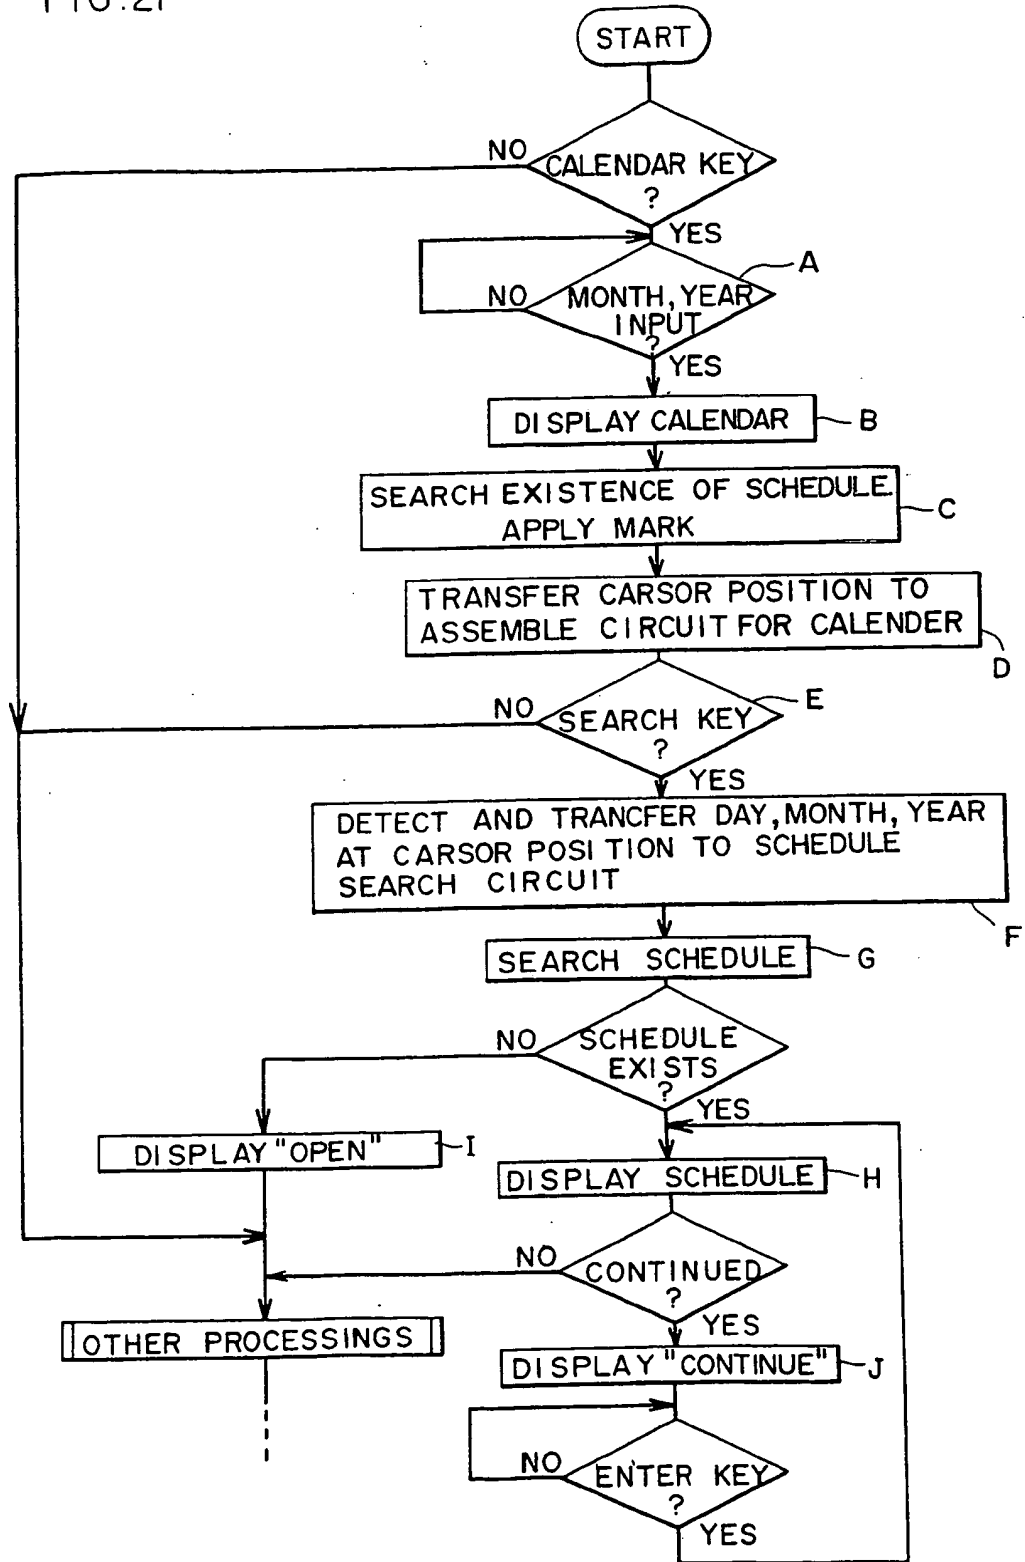 FIG.21
START
NO
CALENDAR KEY
?
YES
A
NO
MONTH, YEAR
INPUT
?
YES
DISPLAY CALENDAR
B
SEARCH EXISTENCE OF SCHEDULE.
APPLY MARK
C
TRANSFER CARSOR POSITION TO
ASSEMBLE CIRCUIT FOR CALENDER
D
NO
SEARCH KEY
?
E
YES
DETECT AND TRANCFER DAY, MONTH, YEAR
AT CARSOR POSITION TO SCHEDULE
SEARCH CIRCUIT
F
SEARCH SCHEDULE
G
NO
SCHEDULE
EXISTS
?
YES
DISPLAY "OPEN"
I
DISPLAY SCHEDULE
H
NO
CONTINUED
?
YES
OTHER PROCESSINGS
DISPLAY "CONTINUE"
J
NO
ENTER KEY
?
YES